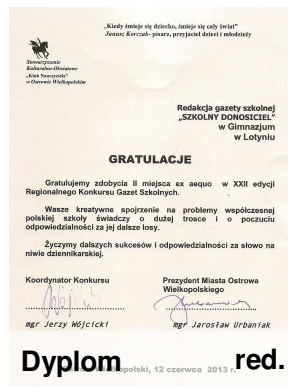 „Kiedy śmieje się dziecko, śmieje się cały świat"
Janusz Korczak- pisarz, przyjaciel dzieci i młodzieży
Stowarzyszenie
Kulturalno-Oświatowe
„Klub Nauczyciela"
w Ostrowie Wielkopolskim
Redakcja gazety szkolnej
„SZKOLNY DONOSICIEL"
w Gimnazjum
w Lotyniu
GRATULACJE
Gratulujemy zdobycia II miejsca ex aequo w XXII edycji
Regionalnego Konkursu Gazet Szkolnych.
Wasze kreatywne spojrzenie na problemy współczesnej
polskiej szkoły świadczy o dużej trosce i o poczuciu
odpowiedzialności za jej dalsze losy.
Życzymy dalszych sukcesów i odpowiedzialności za słowo na
niwie dziennikarskiej.
Koordynator Konkursu
Prezydent Miasta Ostrowa
Wielkopolskiego
mgr Jerzy Wójcicki
mgr Jarosław Urbaniak
Dyplom red.
12 czerwca 2013 r.